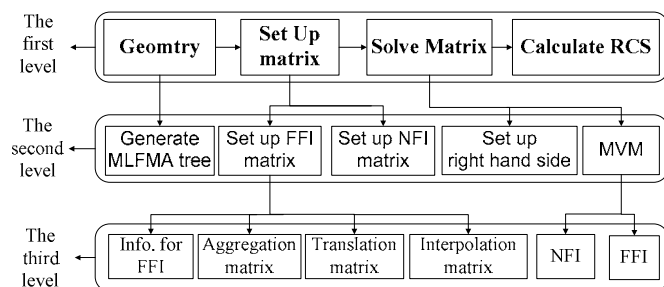 The
first level
Geomtry
Set Up
matrix
Solve Matrix
Calculate RCS
The
second
level
Generate
MLFMA tree
Set up FFI
matrix
Set up NFI
matrix
Set up
right hand side
MVM
The
third
level
Info. for
FFI
Aggregation
matrix
Translation
matrix
Interpolation
matrix
NFI
FFI